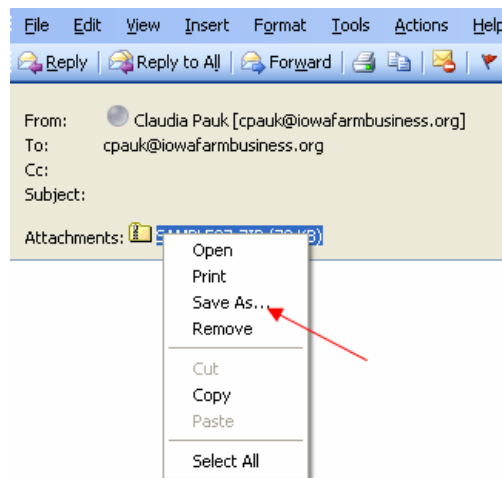 File Edit View Insert Format Tools Actions Help
Reply Reply to All Forward
From: Claudia Pauk [cpauk@iowafarmbusiness.org]
To: cpauk@iowafarmbusiness.org
Cc:
Subject:
Attachments:
Open
Print
Save As...
Remove
Cut
Copy
Paste
Select All